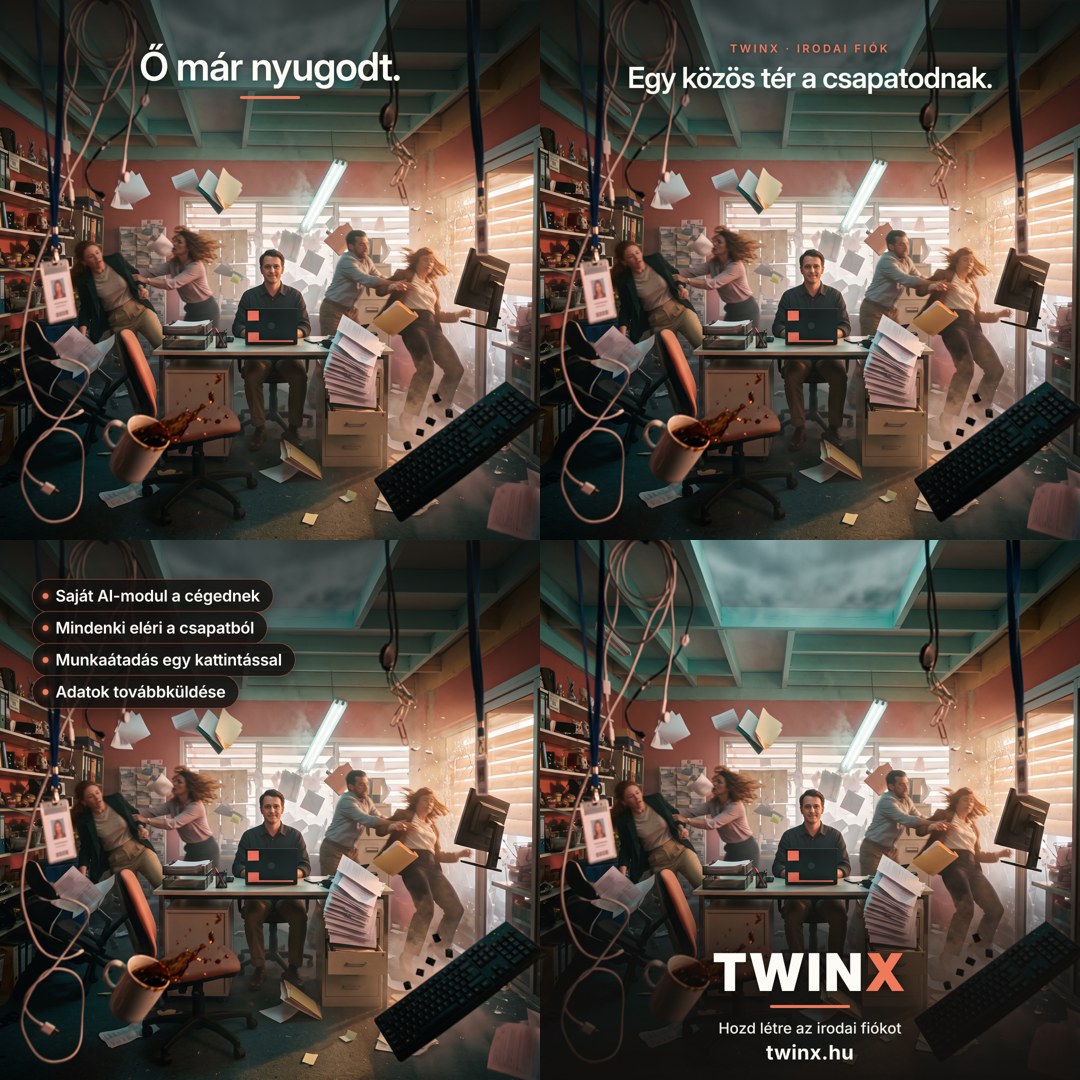 Ő már nyugodt.
TWINX · IRODAI FIÓK
Egy közös tér a csapatodnak.
Saját AI-modul a cégednek
Mindenki eléri a csapatból
Munkaátadás egy kattintással
Adatok továbbküldése
TWINX
Hozd létre az irodai fiókot
twinx.hu